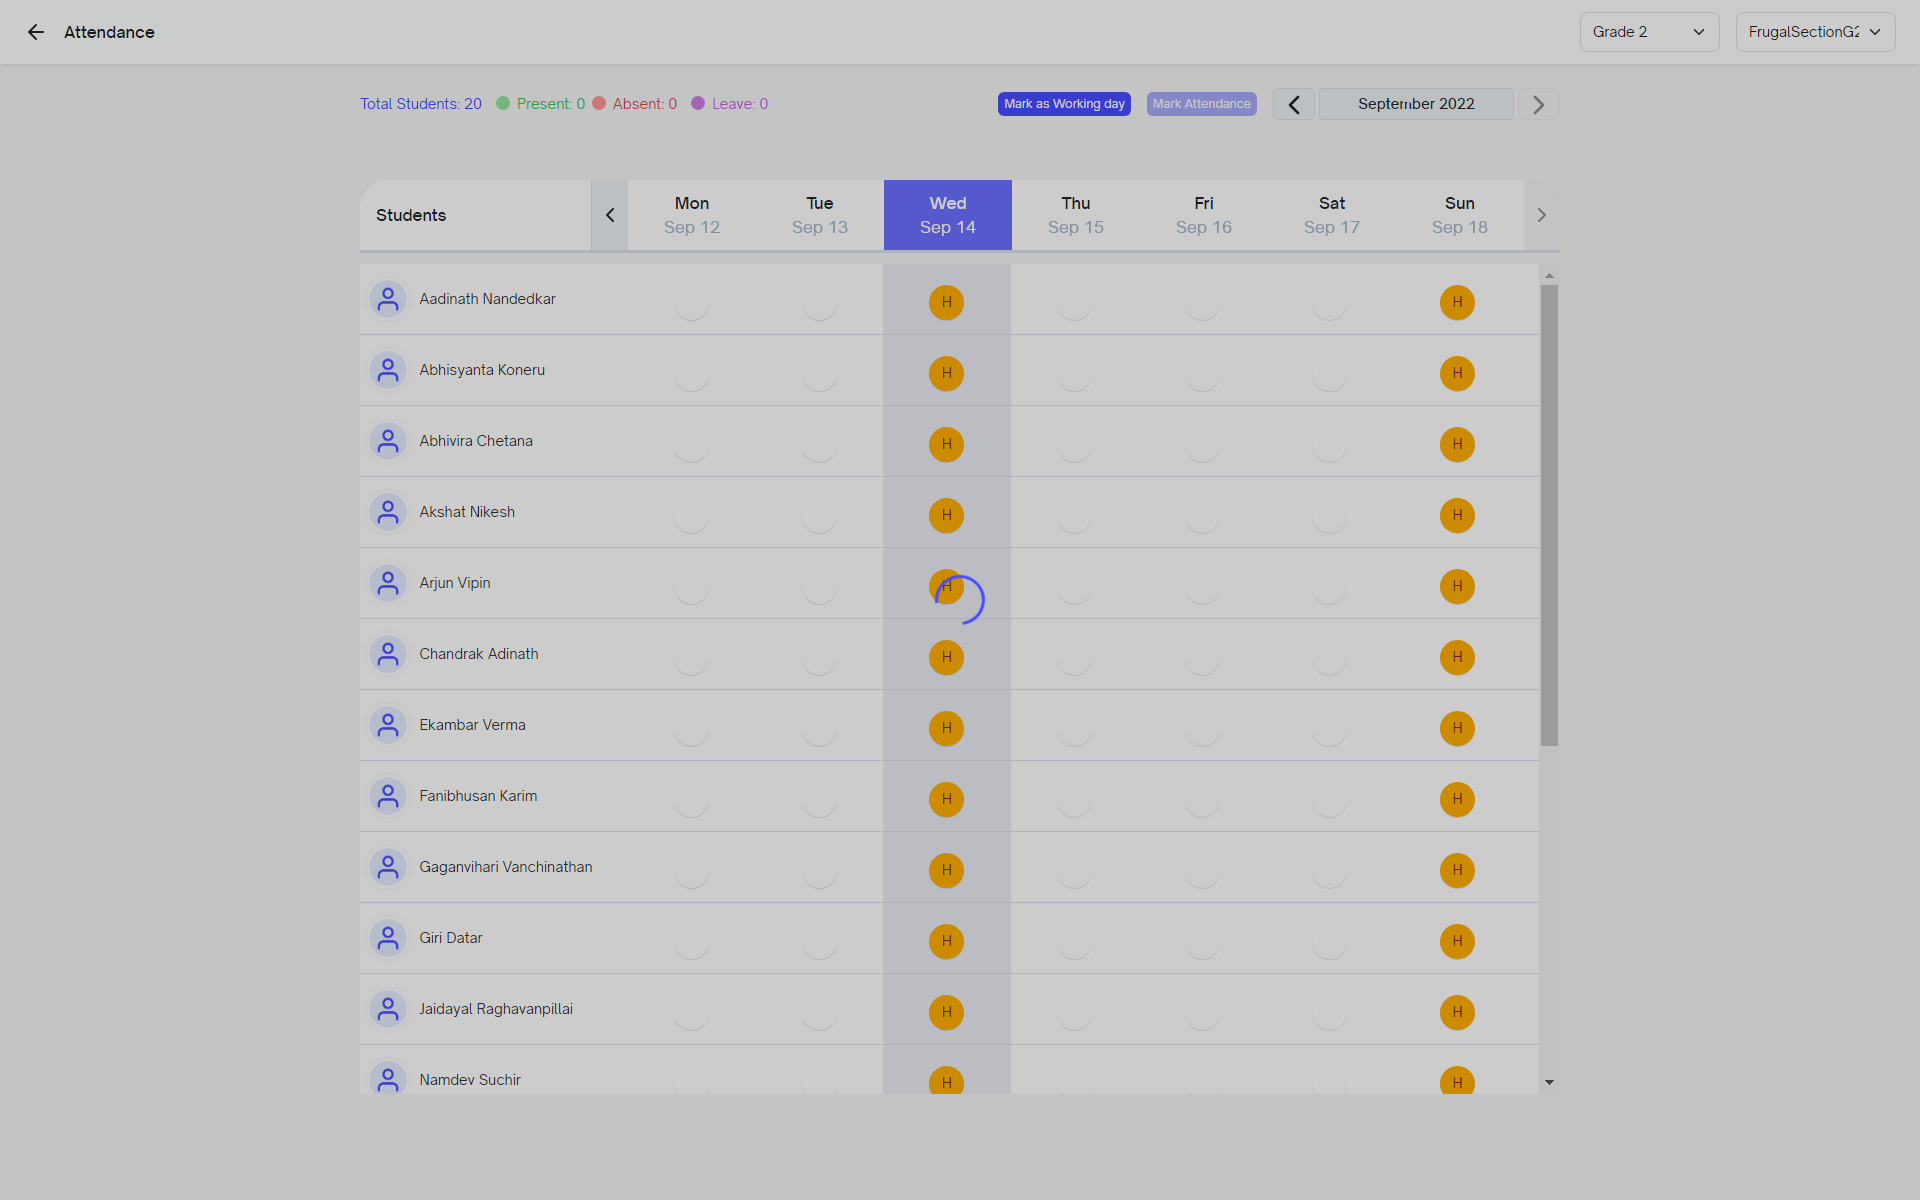 Attendance
Grade 2
FrugalSectionG2
Total Students: 20 Present: 0 Absent: 0 Leave: 0
Mark as Working day
Mark Attendance
September 2022
Students
Mon Tue Wed Thu Fri Sat Sun
Sep 12 Sep 13 Sep 14 Sep 15 Sep 16 Sep 17 Sep 18
Aadinath Nandedkar H H
Abhisyanta Koneru H H
Abhivira Chetana H H
Akshat Nikesh H H
Arjun Vipin H H
Chandrak Adinath H H
Ekambar Verma H H
Fanibhusan Karim H H
Gaganvihari Vanchinathan H H
Giri Datar H H
Jaidayal Raghavanpillai H H
Namdev Suchir H H